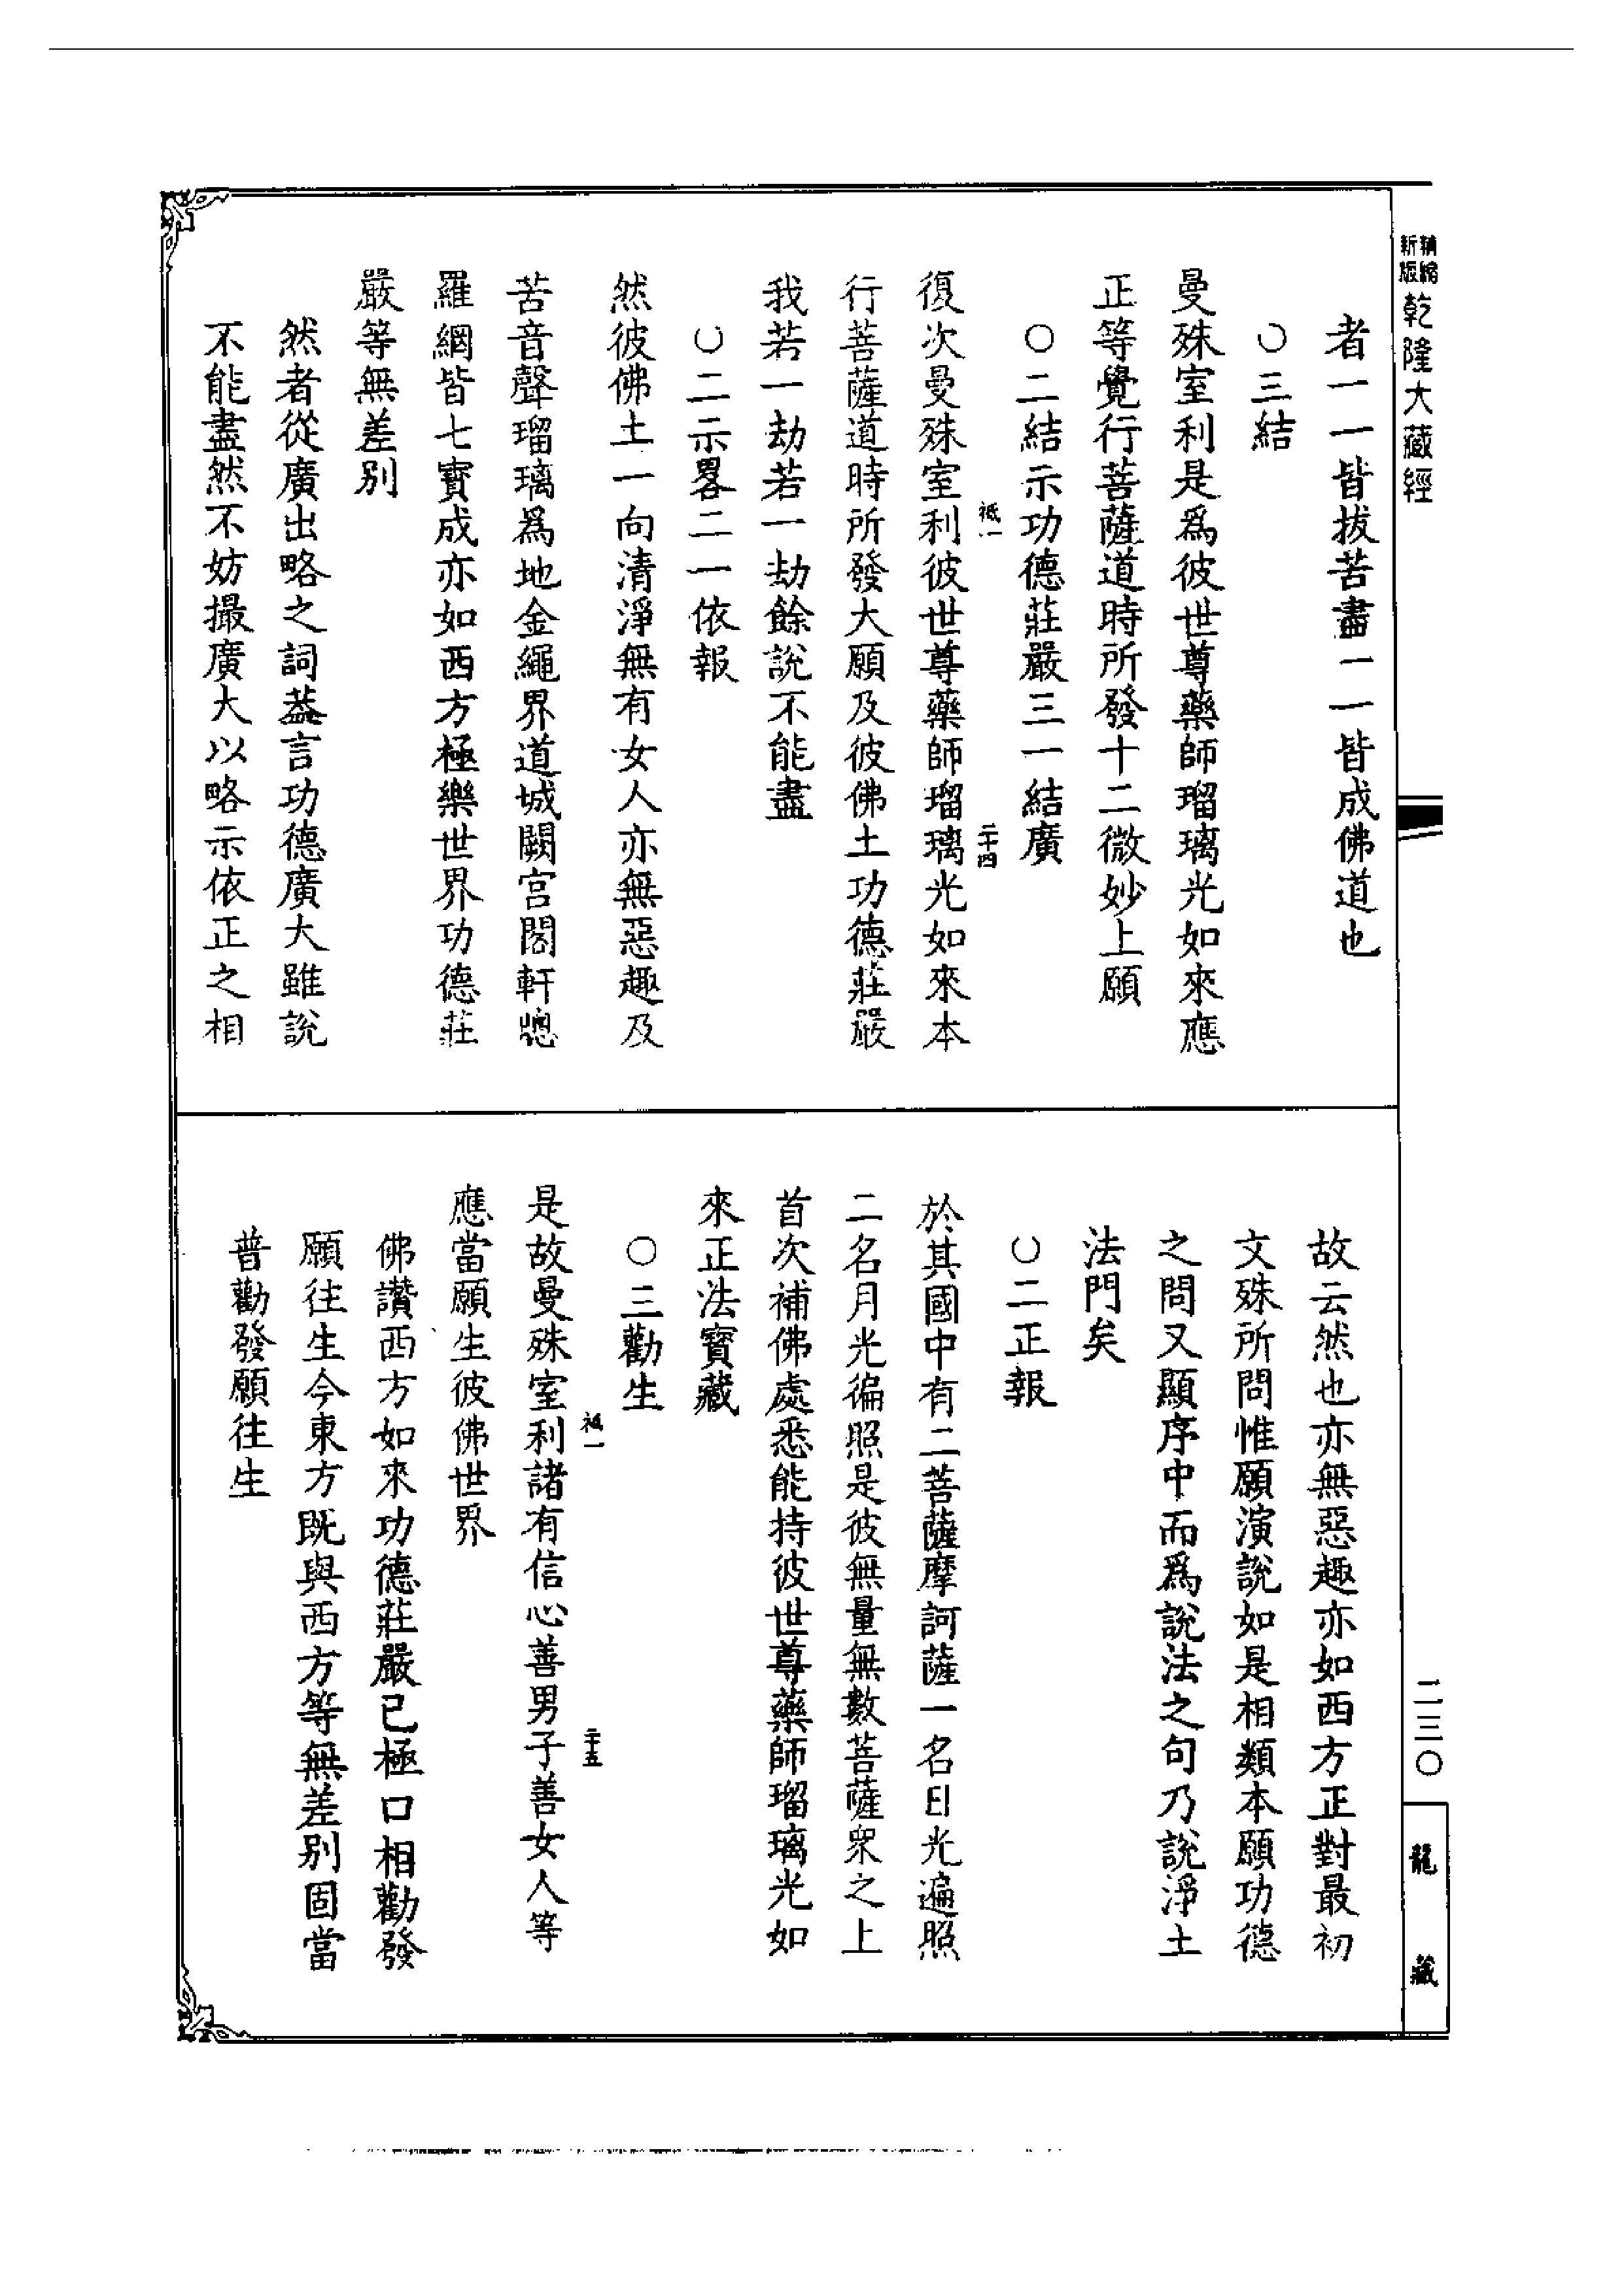 精縮新版乾隆大藏經
者一一皆拔苦盡一一皆成佛道也
○三結
曼殊室利是爲彼世尊藥師瑠璃光如來應
正等覺行菩薩道時所發十二微妙上願
○二結示功德莊嚴三一結廣
祇一 二十四
復次曼殊室利彼世尊藥師瑠璃光如來本
行菩薩道時所發大願及彼佛土功德莊嚴
我若一劫若一劫餘說不能盡
○二示畧二一依報
然彼佛土一向清淨無有女人亦無惡趣及
苦音聲瑠璃爲地金繩界道城闕宮閣軒牎
羅網皆七寳成亦如西方極樂世界功德莊
嚴等無差別
然者從廣出略之詞葢言功德廣大雖說
不能盡然不妨撮廣大以略示依正之相
故云然也亦無惡趣亦如西方正對最初
文殊所問惟願演說如是相類本願功德
之問又顯序中而爲說法之句乃說淨土
法門矣
○二正報
於其國中有二菩薩摩訶薩一名日光遍照
二名月光徧照是彼無量無數菩薩衆之上
首次補佛處悉能持彼世尊藥師瑠璃光如
來正法寳藏
○三勸生
祇一 二十五
是故曼殊室利諸有信心善男子善女人等
應當願生彼佛世界
佛讚西方如來功德莊嚴已極口相勸發
願往生今東方既與西方等無差別固當
普勸發願往生
二三〇
龍藏